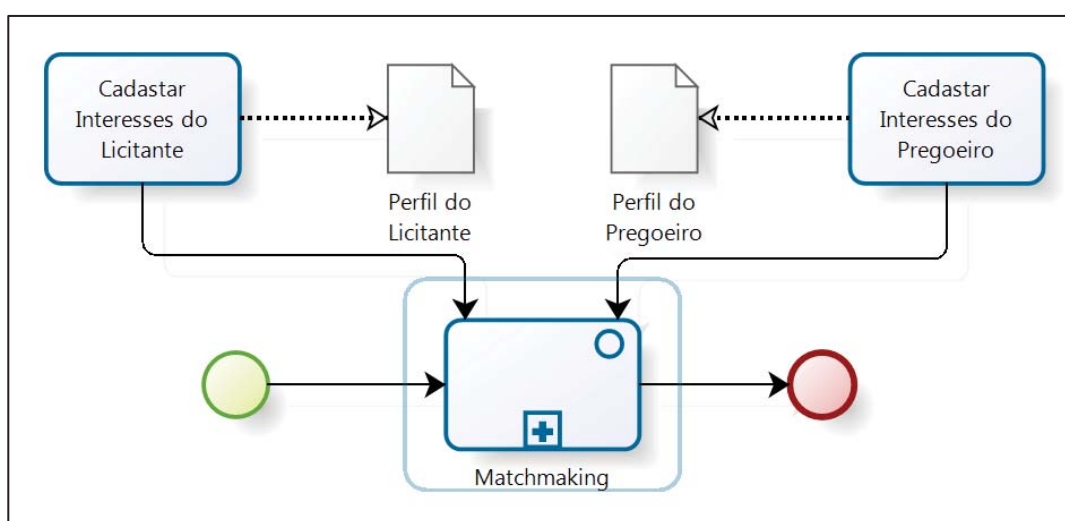 Cadastar
Interesses do
Licitante
Perfil do
Licitante
Perfil do
Pregoeiro
Cadastar
Interesses do
Pregoeiro
Matchmaking